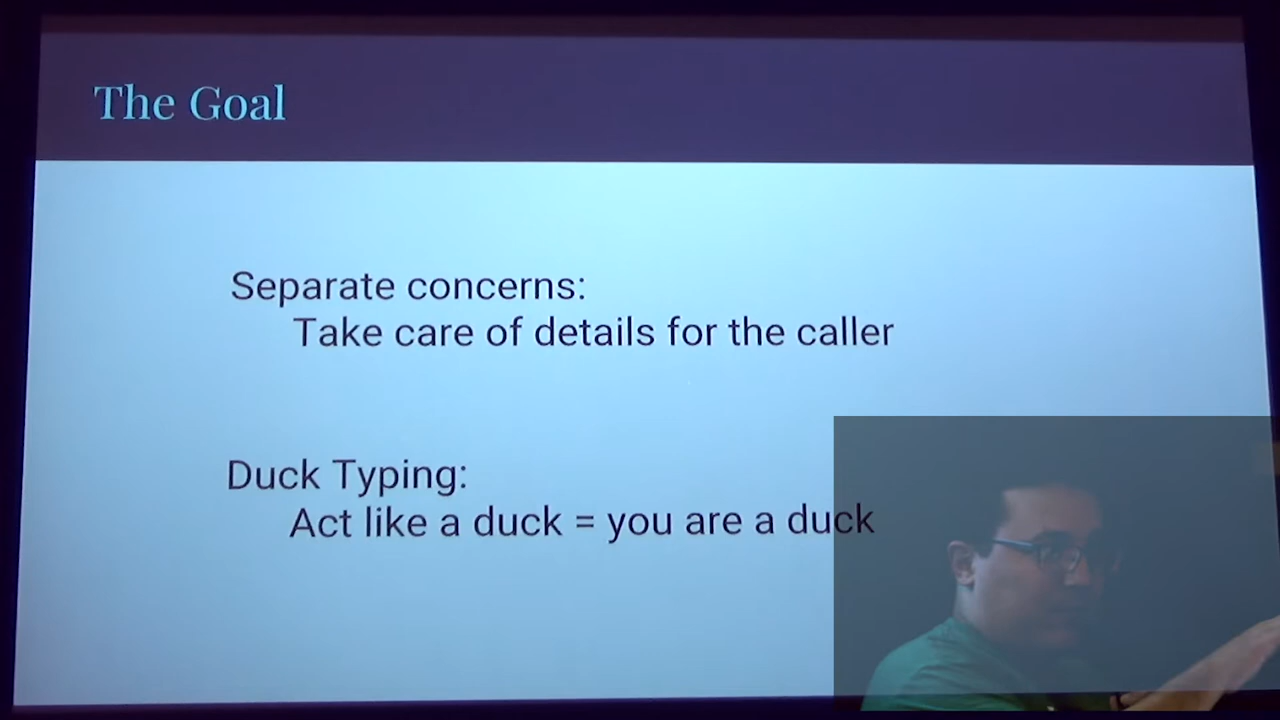 The Goal
Separate concerns:
Take care of details for the caller
Duck Typing:
Act like a duck = you are a duck